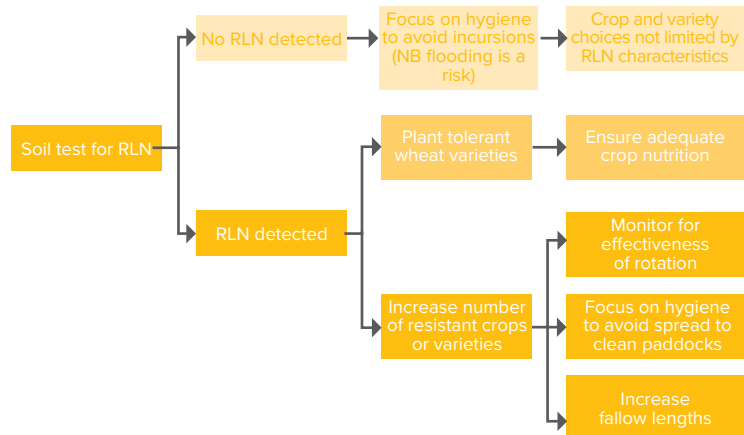 No RLN detected
Focus on hygiene
to avoid incursions
(NB flooding is a
risk)
Crop and variety
choices not limited by
RLN characteristics
Soil test for RLN
Plant tolerant
wheat varieties
Ensure adequate
crop nutrition
RLN detected
Monitor for
effectiveness
of rotation
Increase number
of resistant crops
or varieties
Focus on hygiene
to avoid spread to
clean paddocks
Increase
fallow lengths